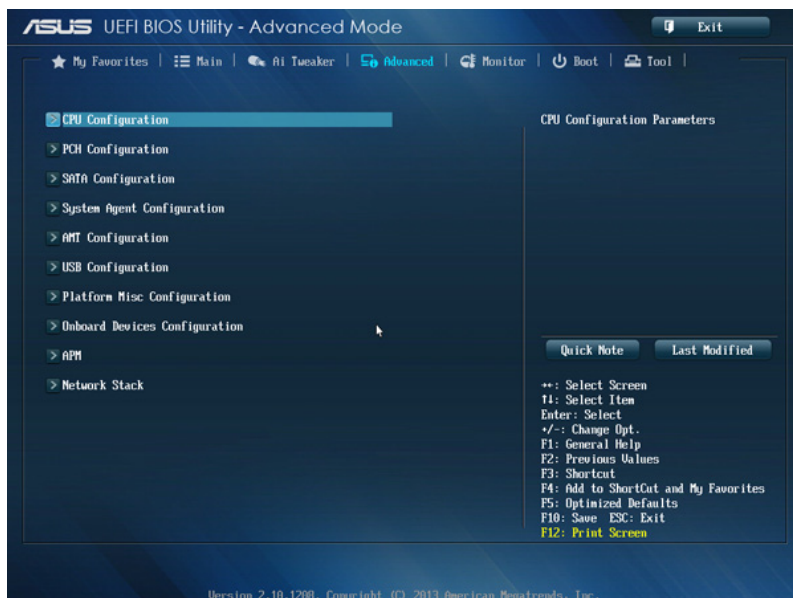 ASUS UEFI BIOS Utility - Advanced Mode
Exit
My Favorites | Main | Ai Tweaker | Advanced | Monitor | Boot | Tool |
> CPU Configuration
CPU Configuration Parameters
> PCH Configuration
> SATA Configuration
> System Agent Configuration
> AMT Configuration
> USB Configuration
> Platform Misc Configuration
> Onboard Devices Configuration
> APM
> Network Stack
Quick Note
Last Modified
→←: Select Screen
↑↓: Select Item
Enter: Select
+/-: Change Opt.
F1: General Help
F2: Previous Values
F3: Shortcut
F4: Add to ShortCut and My Favorites
F5: Optimized Defaults
F10: Save ESC: Exit
F12: Print Screen
Version 2.10.1208. Copyright (C) 2013 American Megatrends, Inc.